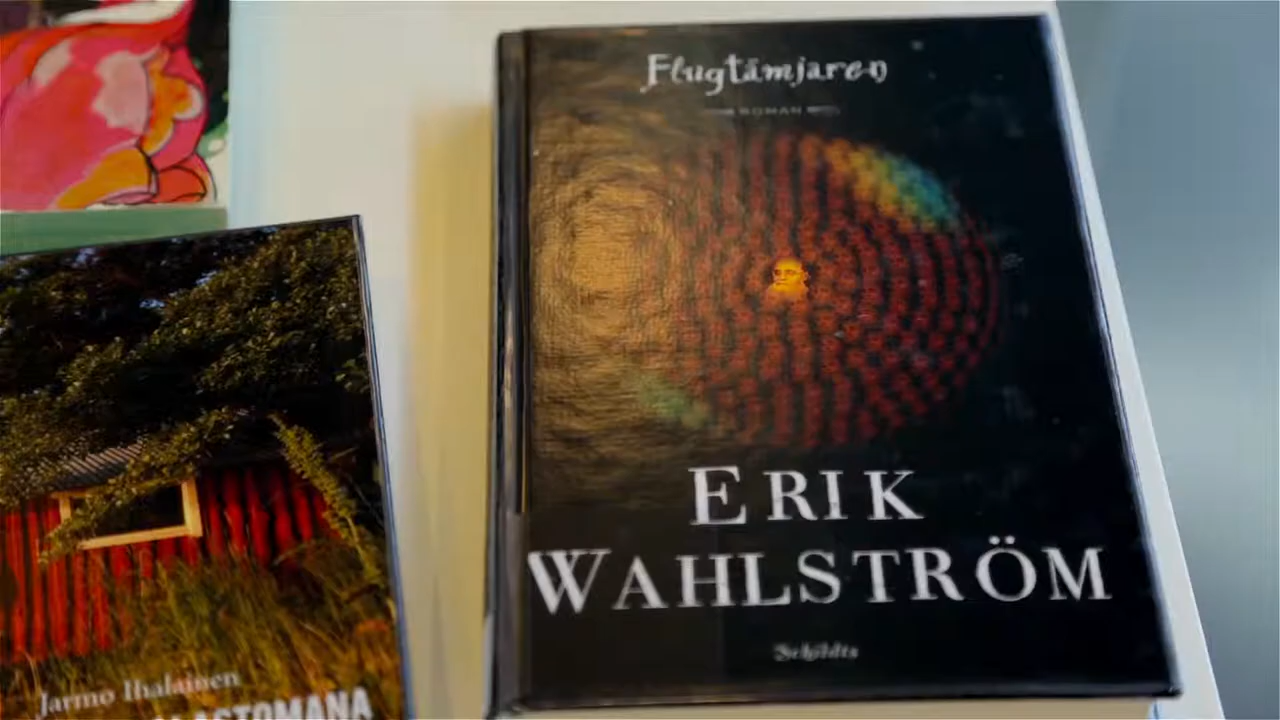 Flugtämjaren
ROMAN
ERIK
WAHLSTRÖM
Schildts
Jarmo Ihalainen